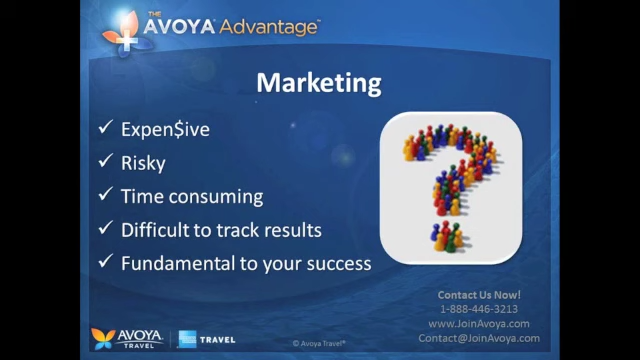 THE
AVOYA Advantage™
Marketing
✓ Expen$ive
✓ Risky
✓ Time consuming
✓ Difficult to track results
✓ Fundamental to your success
Contact Us Now!
1-888-446-3213
www.JoinAvoya.com
Contact@JoinAvoya.com
AVOYA
TRAVEL
TRAVEL
© Avoya Travel®